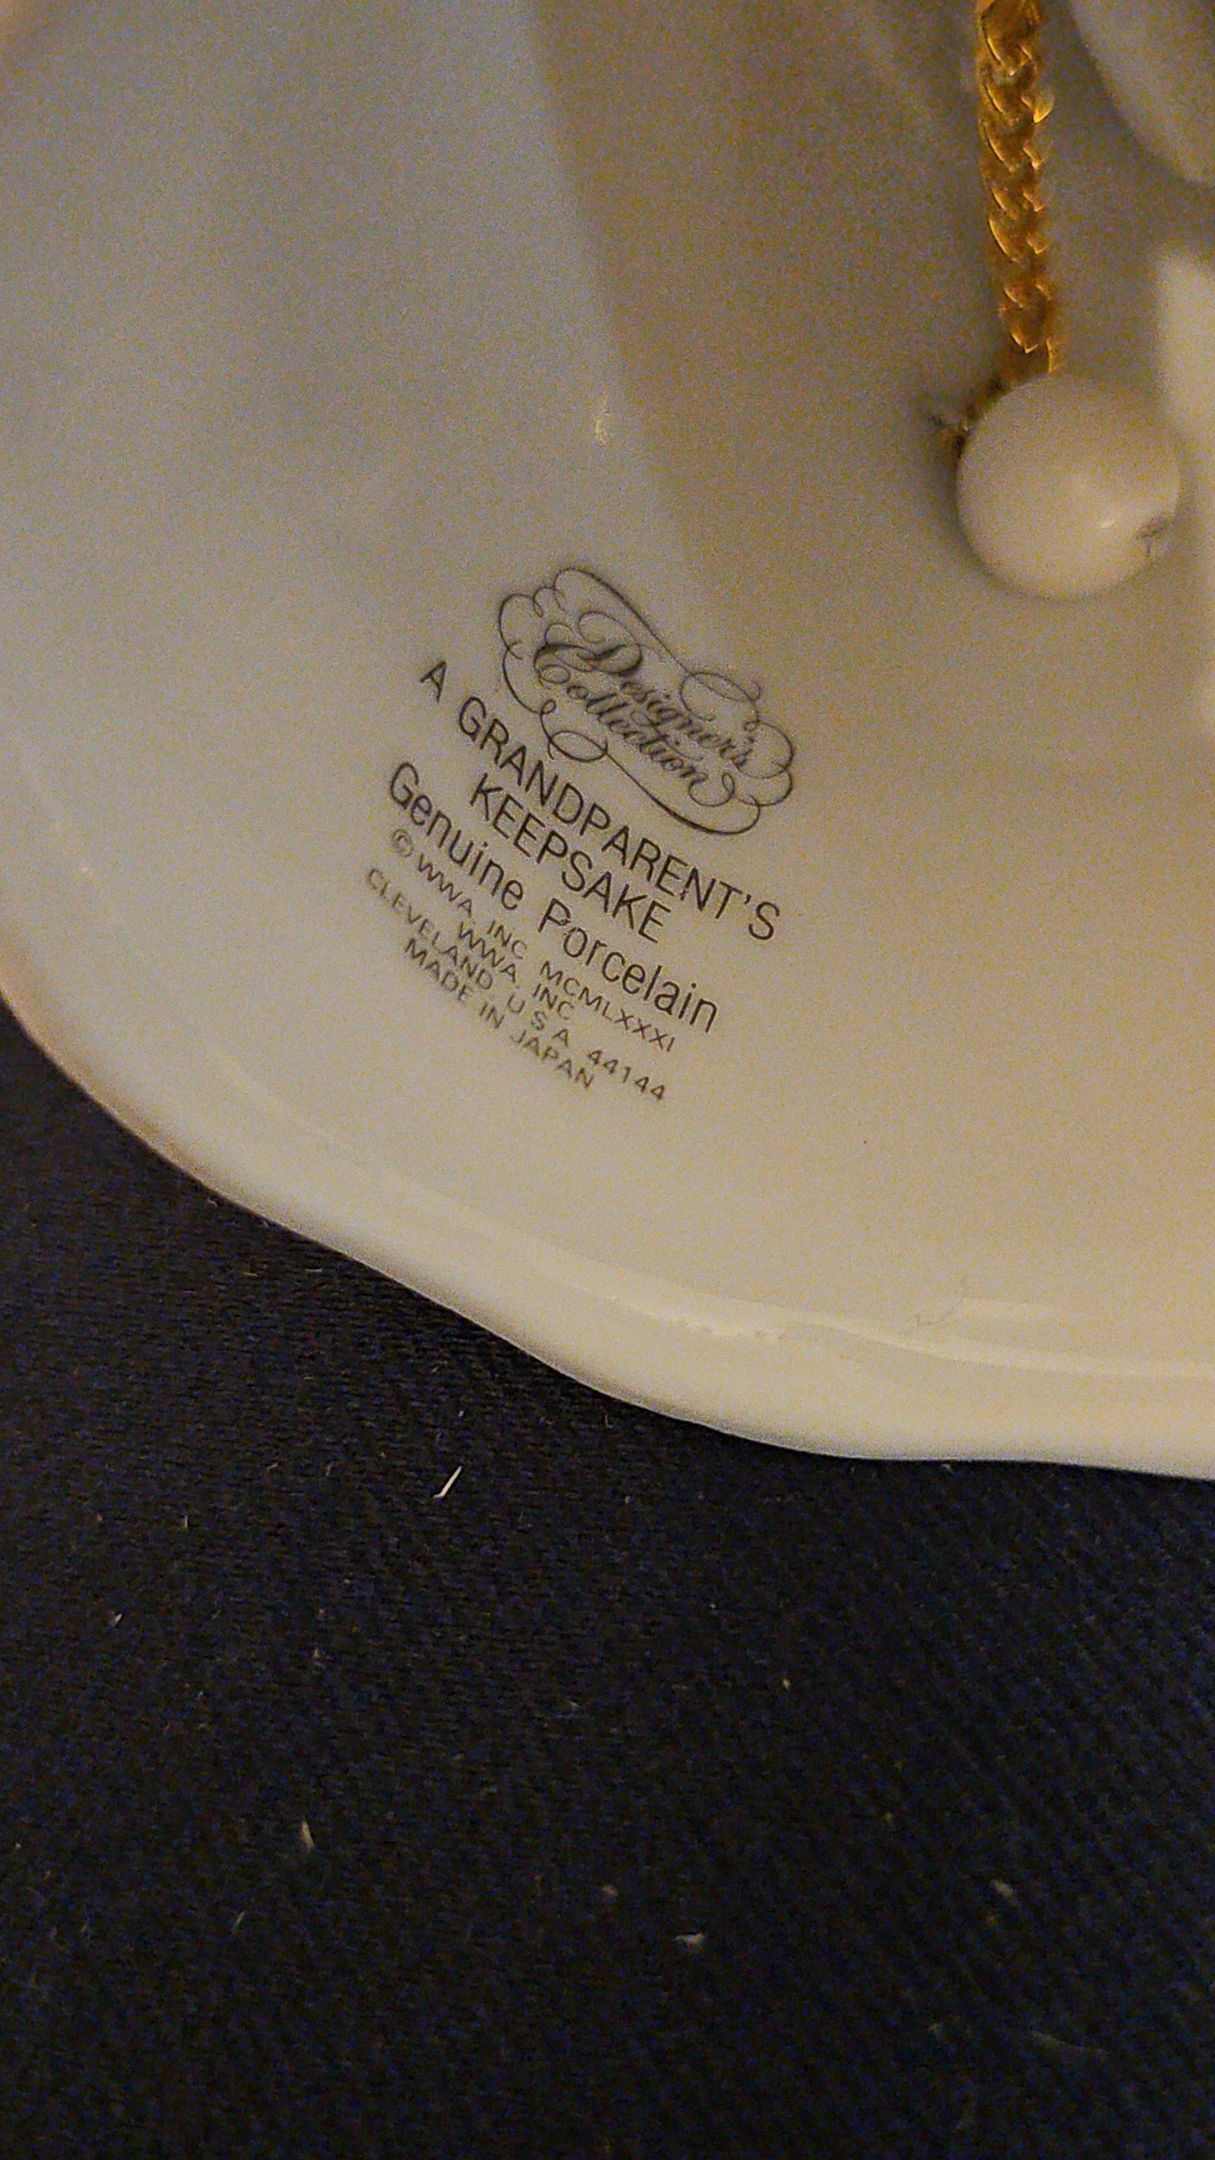 Designer's
Collection
A GRANDPARENT'S
KEEPSAKE
Genuine Porcelain
© WWA, INC MCMLXXXI
WWA, INC
CLEVELAND U S A 44144
MADE IN JAPAN